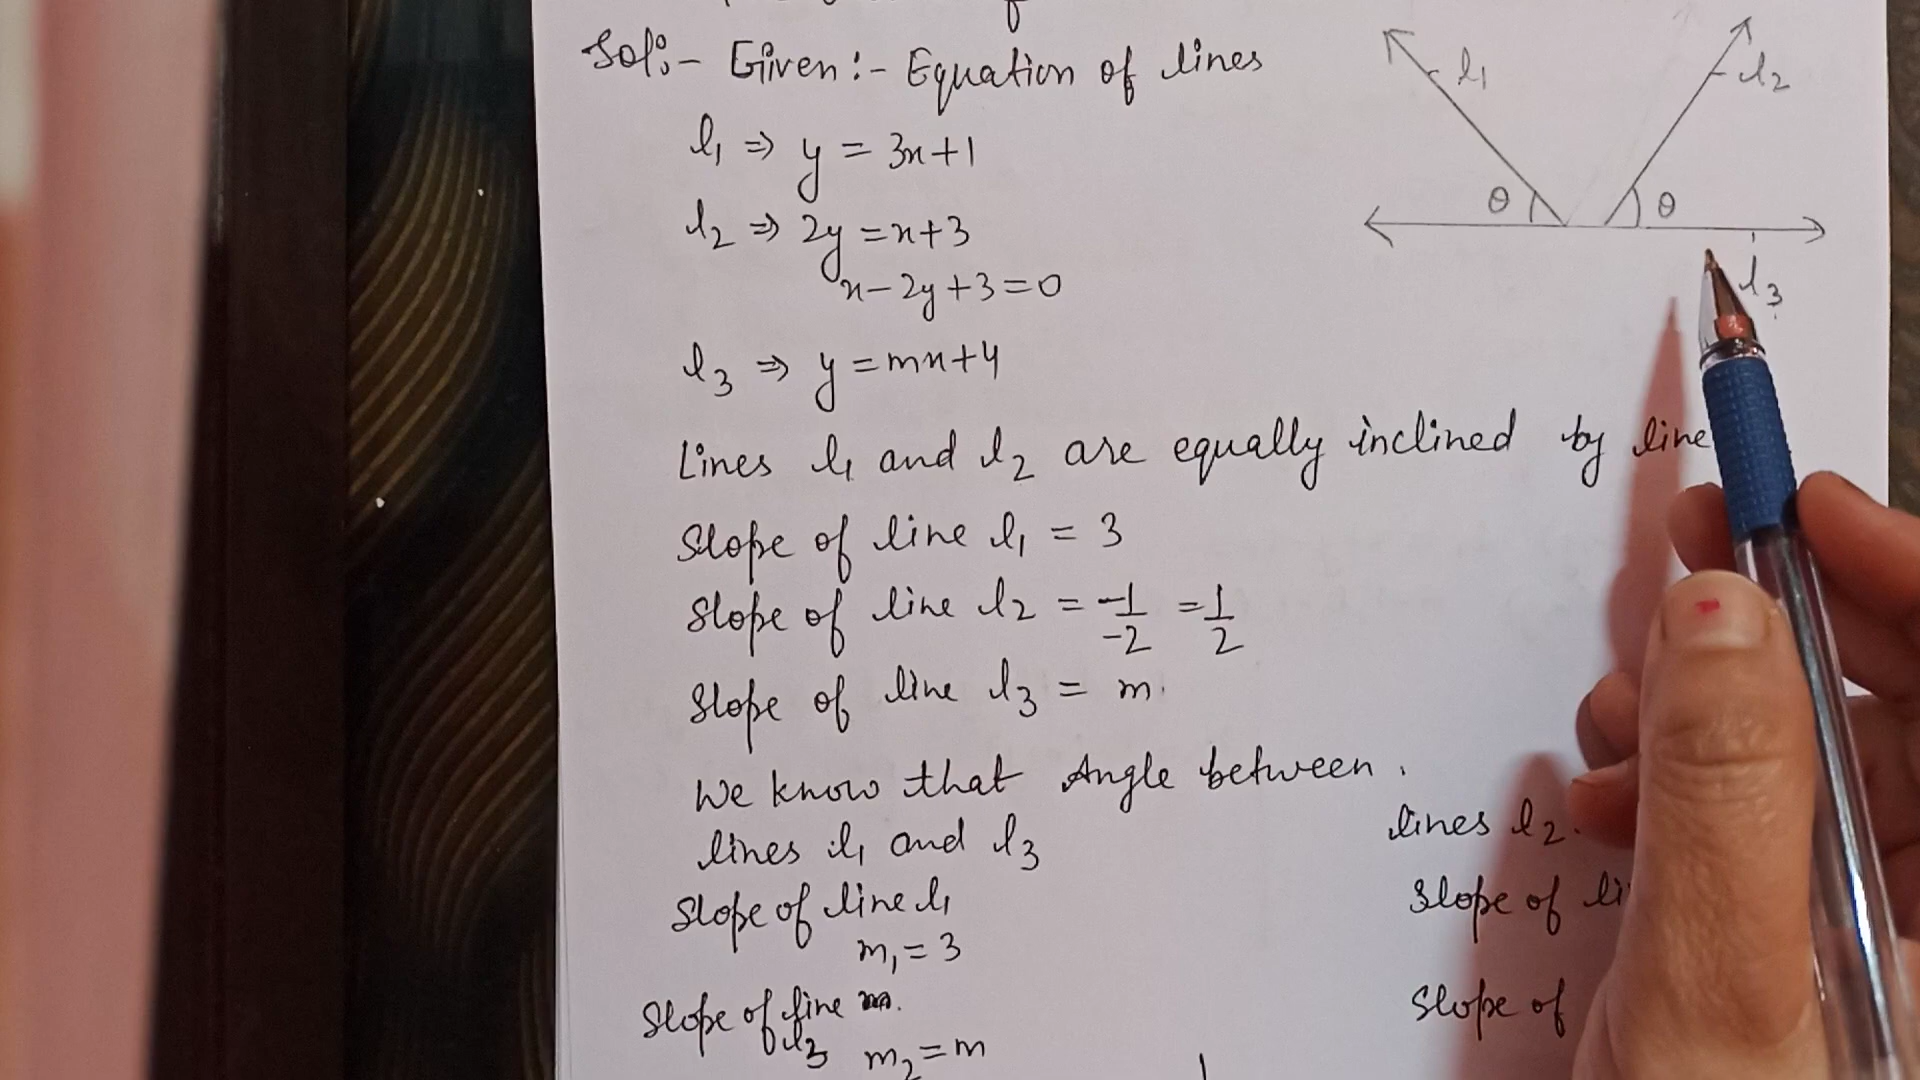 Sol:- Given:- Equation of lines
l₁ ⇒ y = 3x+1
l₂ ⇒ 2y = x+3
x-2y+3=0
l₃ ⇒ y = mx+4
Lines l₁ and l₂ are equally inclined by line
Slope of line l₁ = 3
Slope of line l₂ = -1/-2 = 1/2
Slope of line l₃ = m.
We know that Angle between.
lines l₁ and l₃
Slope of line l₁
m₁ = 3
Slope of line
l₃ m₂ = m
lines l₂
Slope of
Slope of
l₁
l₂
θ
θ
l₃